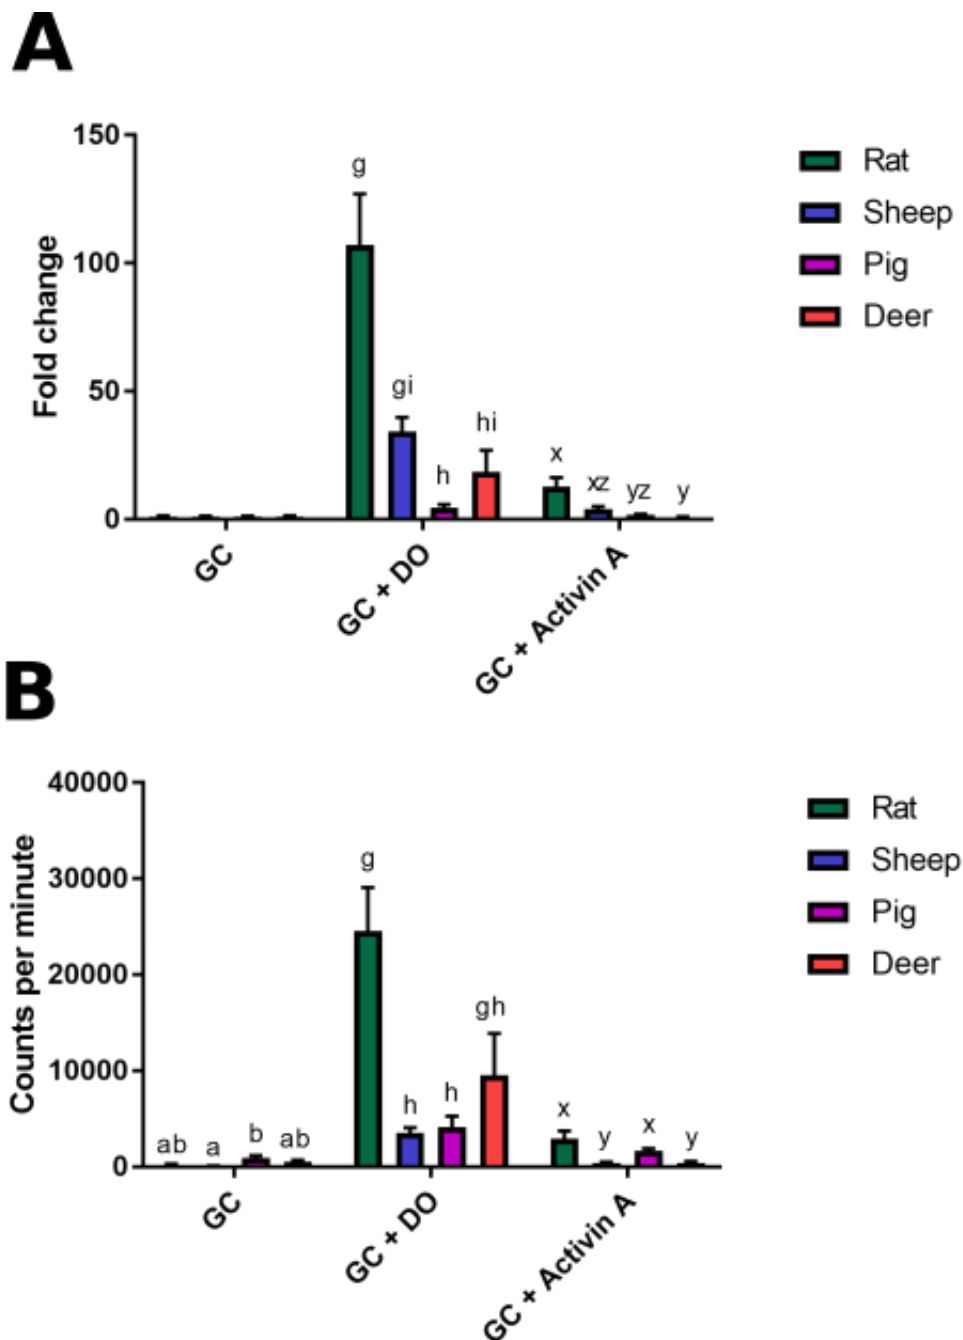 A
150
100
50
0
Fold change
g
gi
h
hi
x
xz
yz
y
GC
GC + DO
GC + Activin A
Rat
Sheep
Pig
Deer
B
40000
30000
20000
10000
0
Counts per minute
ab
a
b
ab
g
h
h
gh
x
y
x
y
GC
GC + DO
GC + Activin A
Rat
Sheep
Pig
Deer